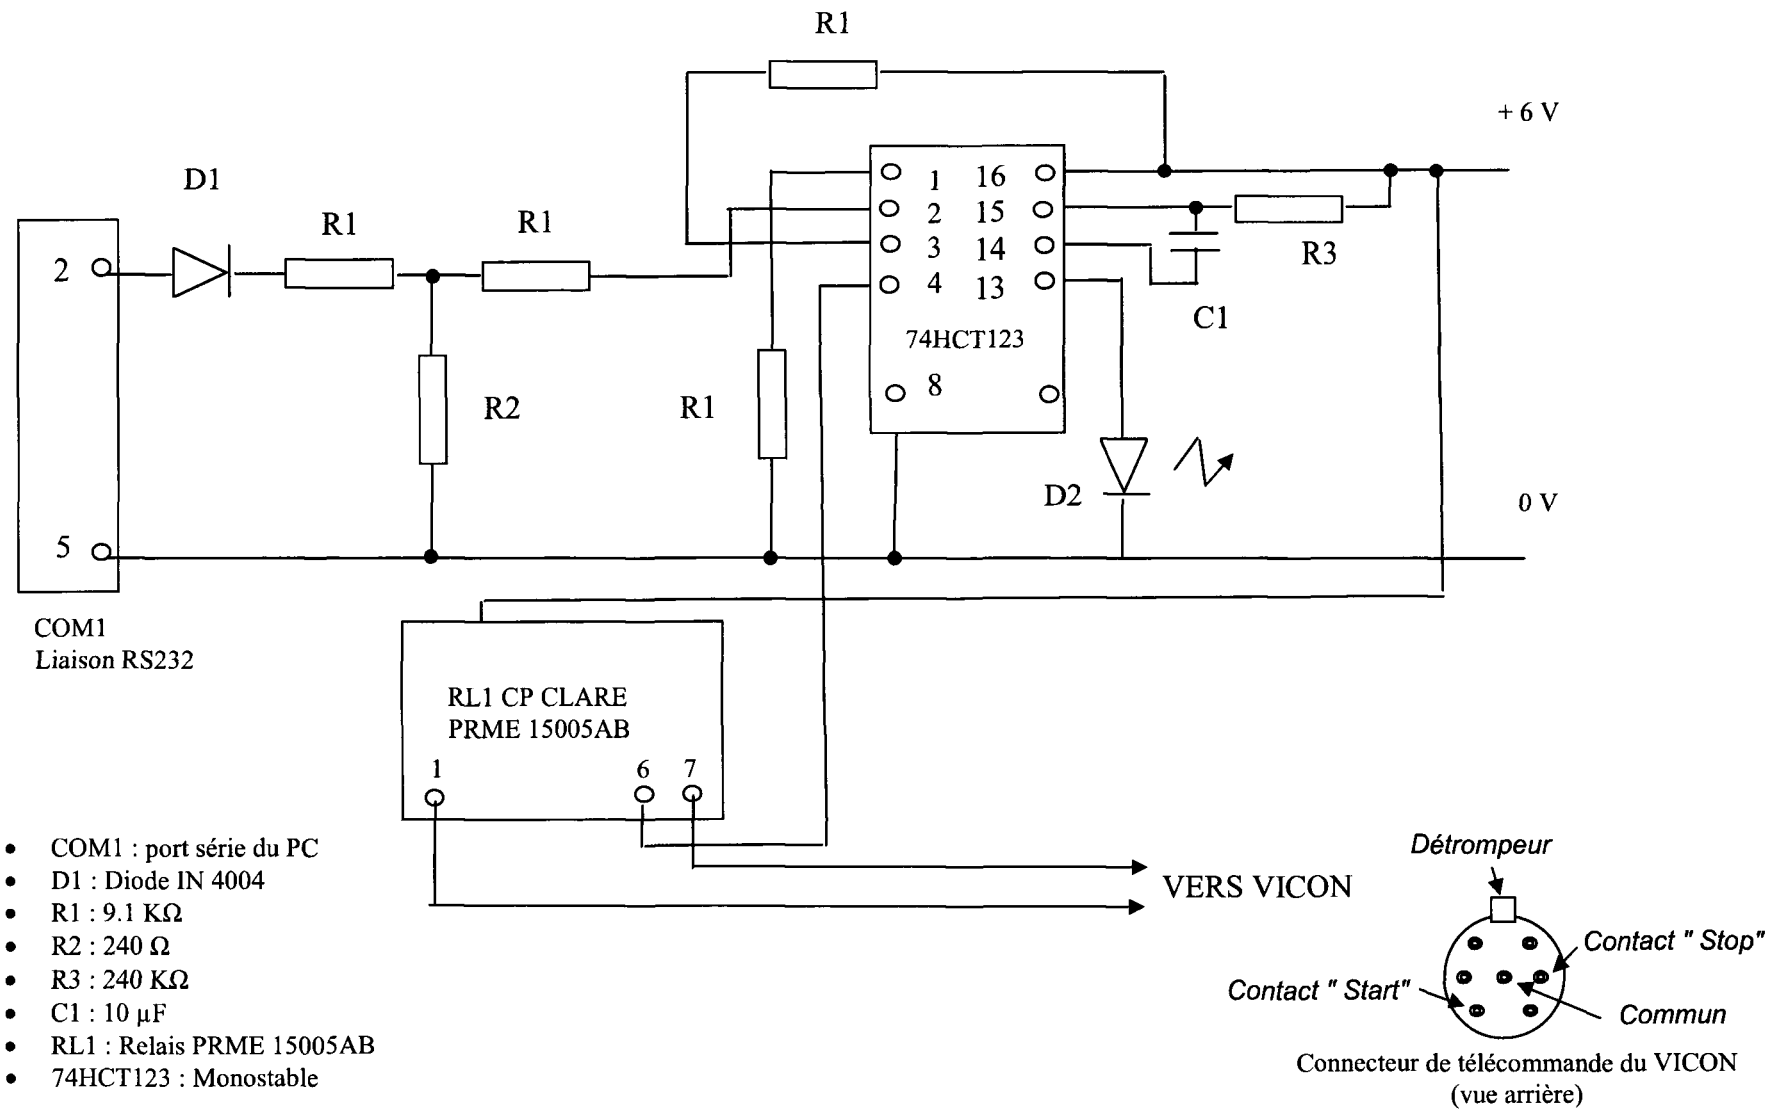 R1
+ 6 V
D1
R1
R1
2
1
16
2
15
3
14
4
13
R3
C1
74HCT123
8
R2
R1
D2
0 V
5
COM1
Liaison RS232
RL1 CP CLARE
PRME 15005AB
1
6
7
VERS VICON
• COM1 : port série du PC
• D1 : Diode IN 4004
• R1 : 9.1 KΩ
• R2 : 240 Ω
• R3 : 240 KΩ
• C1 : 10 µF
• RL1 : Relais PRME 15005AB
• 74HCT123 : Monostable
Détrompeur
Contact " Stop"
Contact " Start"
Commun
Connecteur de télécommande du VICON
(vue arrière)